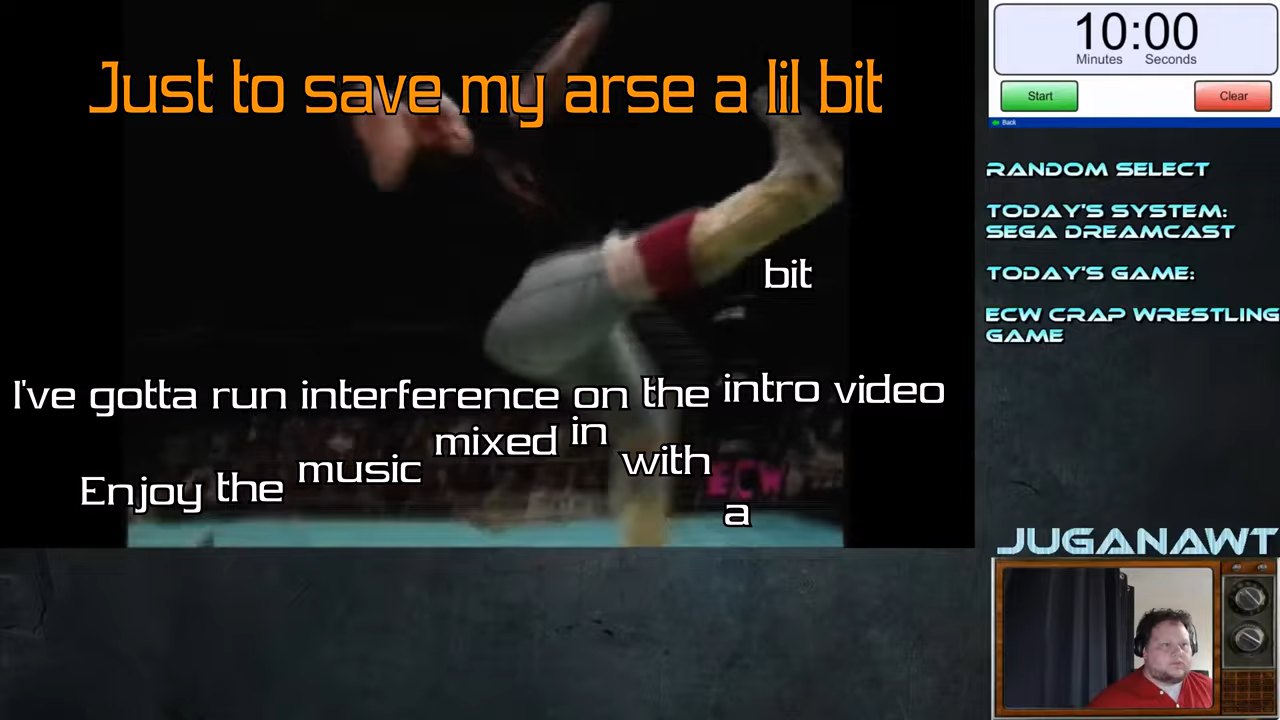 Just to save my arse a lil bit
bit
I've gotta run interference on the intro video
Enjoy the music mixed in with a
ECW
10:00
Minutes Seconds
Start Clear
Back
RANDOM SELECT
TODAY'S SYSTEM:
SEGA DREAMCAST
TODAY'S GAME:
ECW CRAP WRESTLING
GAME
JUGANAWT